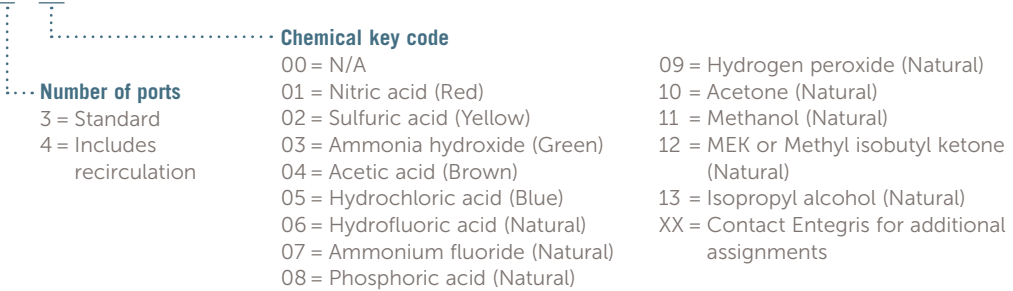 Chemical key code
00 = N/A
01 = Nitric acid (Red)
02 = Sulfuric acid (Yellow)
03 = Ammonia hydroxide (Green)
04 = Acetic acid (Brown)
05 = Hydrochloric acid (Blue)
06 = Hydrofluoric acid (Natural)
07 = Ammonium fluoride (Natural)
08 = Phosphoric acid (Natural)
09 = Hydrogen peroxide (Natural)
10 = Acetone (Natural)
11 = Methanol (Natural)
12 = MEK or Methyl isobutyl ketone
(Natural)
13 = Isopropyl alcohol (Natural)
XX = Contact Entegris for additional
assignments
Number of ports
3 = Standard
4 = Includes
recirculation